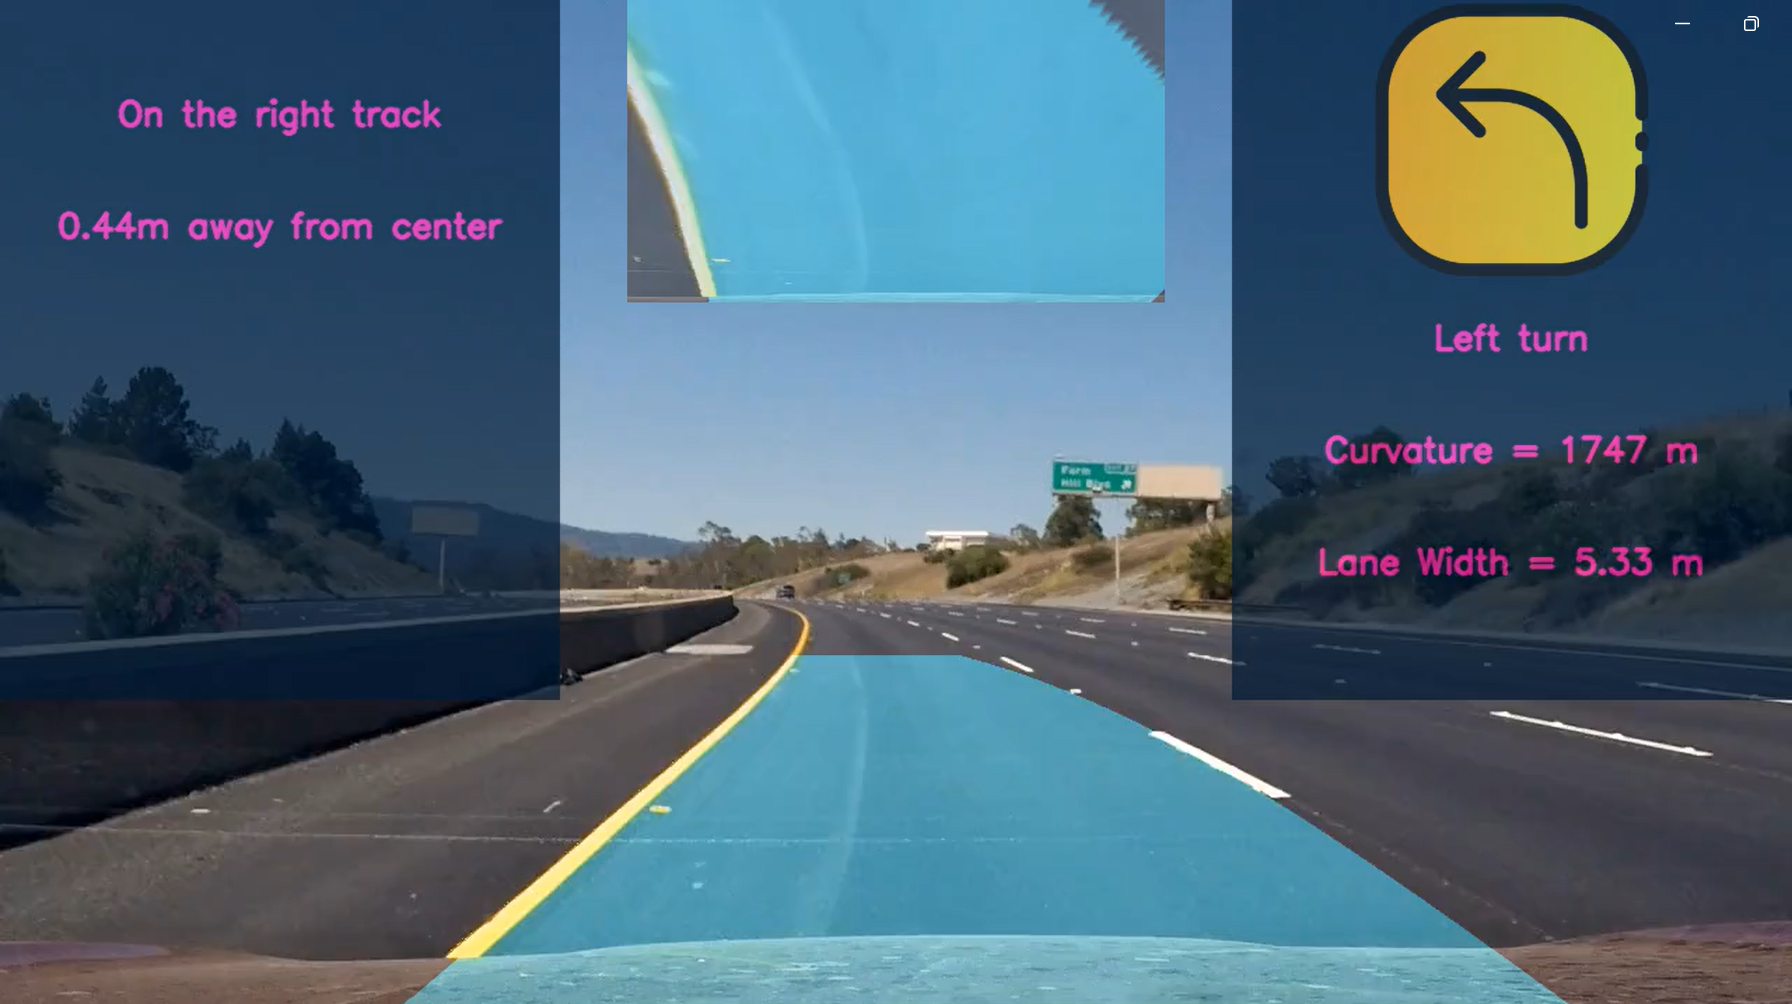 On the right track
0.44m away from center
Left turn
Curvature = 1747 m
Lane Width = 5.33 m
Farm
Hill Blvd